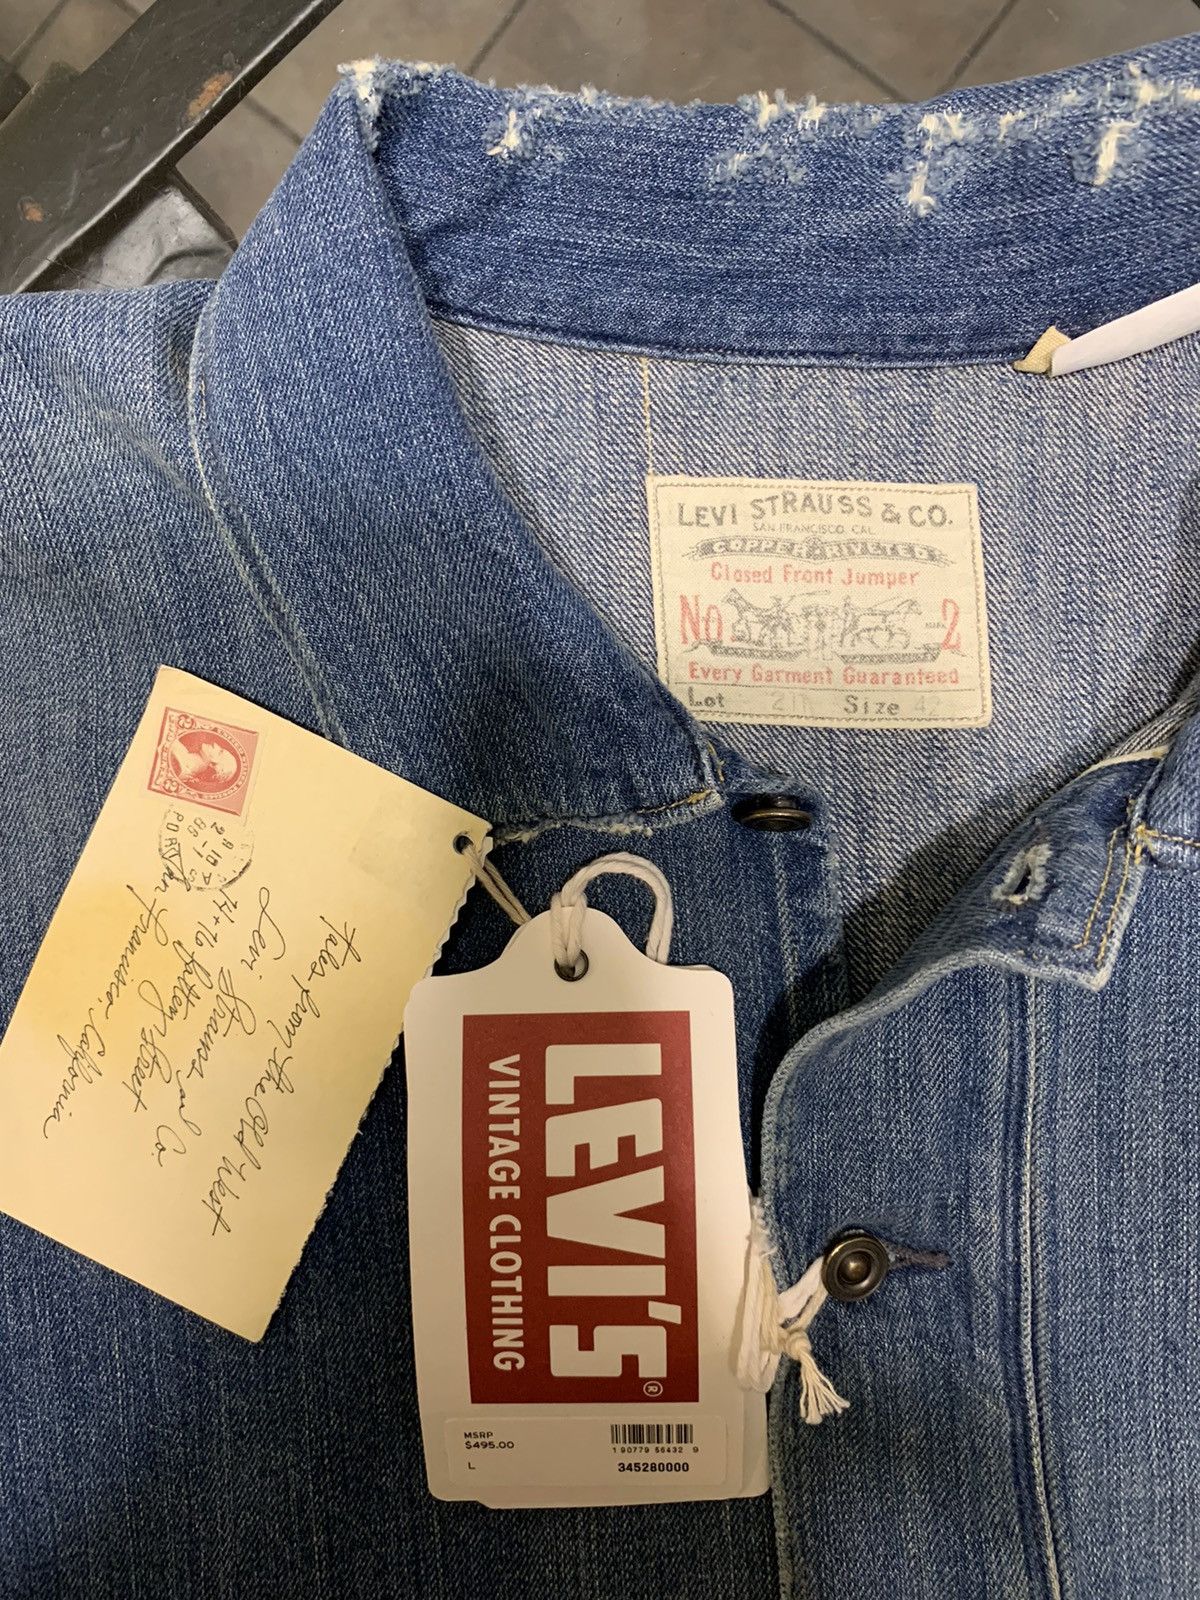 LEVI STRAUSS & CO.
SAN FRANCISCO, CAL.
COPPER RIVETED
Closed Front Jumper
No. 2
Every Garment Guaranteed
Lot 211 Size 42
Tales from the Old West
Levi Strauss and Co.
14+16 Battery Street
San Francisco, California
LEVI'S®
VINTAGE CLOTHING
MSRP
$495.00
1 90779 56432 9
L
345280000